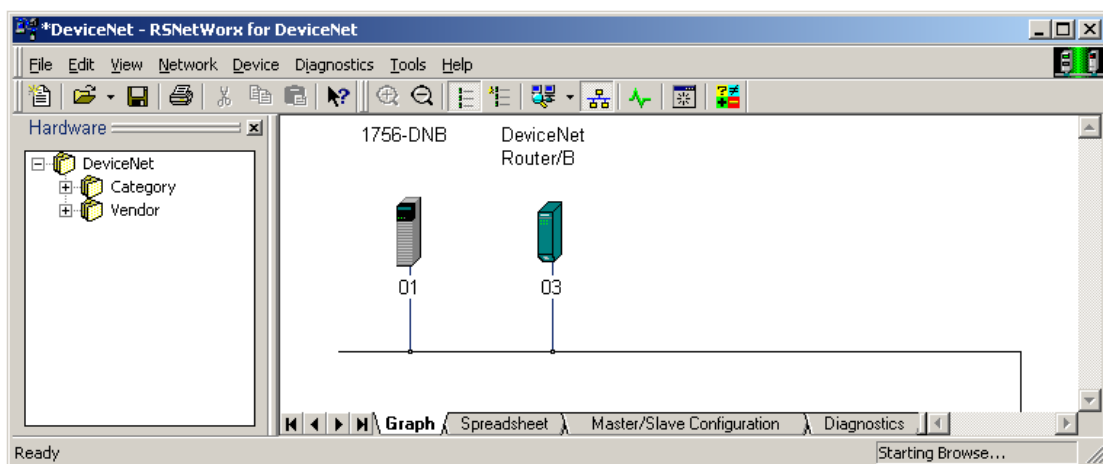 *DeviceNet - RSNetWorx for DeviceNet
File Edit View Network Device Diagnostics Tools Help
Hardware
DeviceNet
Category
Vendor
1756-DNB
DeviceNet
Router/B
01
03
Graph Spreadsheet Master/Slave Configuration Diagnostics
Ready
Starting Browse...